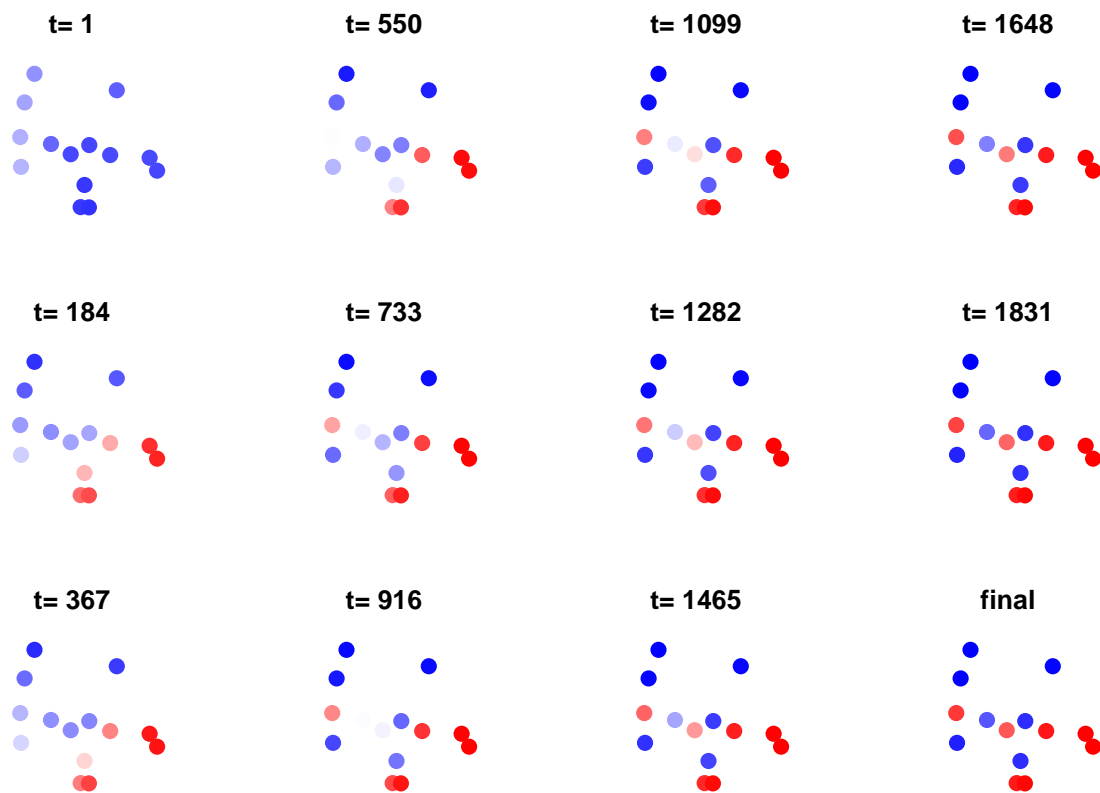 t= 1
t= 550
t= 1099
t= 1648
t= 184
t= 733
t= 1282
t= 1831
t= 367
t= 916
t= 1465
final